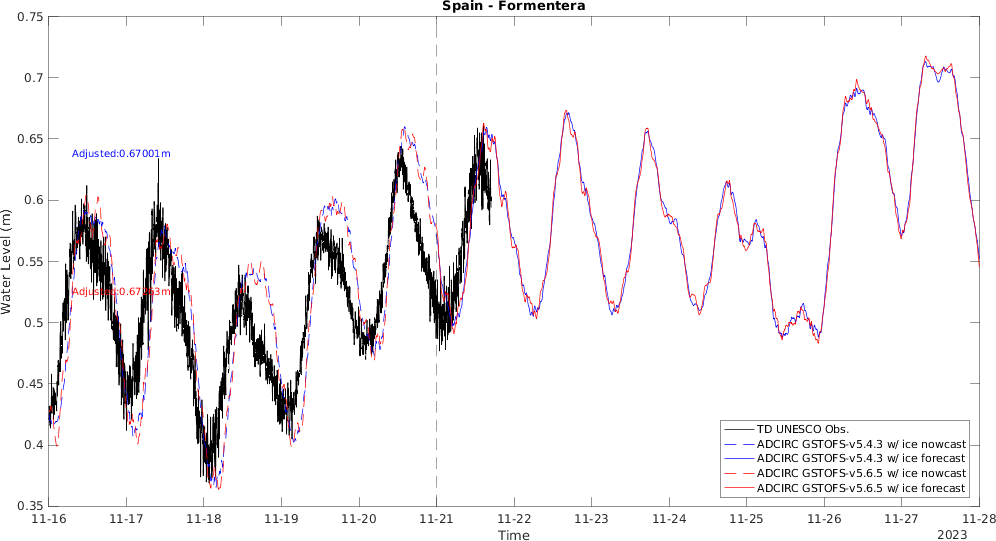 Spain - Formentera
0.75
0.7
0.65
0.6
0.55
0.5
0.45
0.4
0.35
Water Level (m)
Adjusted:0.67001m
11-16
11-17
11-18
11-19
11-20
11-21
11-22
11-23
11-24
11-25
11-26
11-27
11-28
Time
2023
TD UNESCO Obs.
ADCIRC GSTOFS-v5.4.3 w/ ice nowcast
ADCIRC GSTOFS-v5.4.3 w/ ice forecast
ADCIRC GSTOFS-v5.6.5 w/ ice nowcast
ADCIRC GSTOFS-v5.6.5 w/ ice forecast